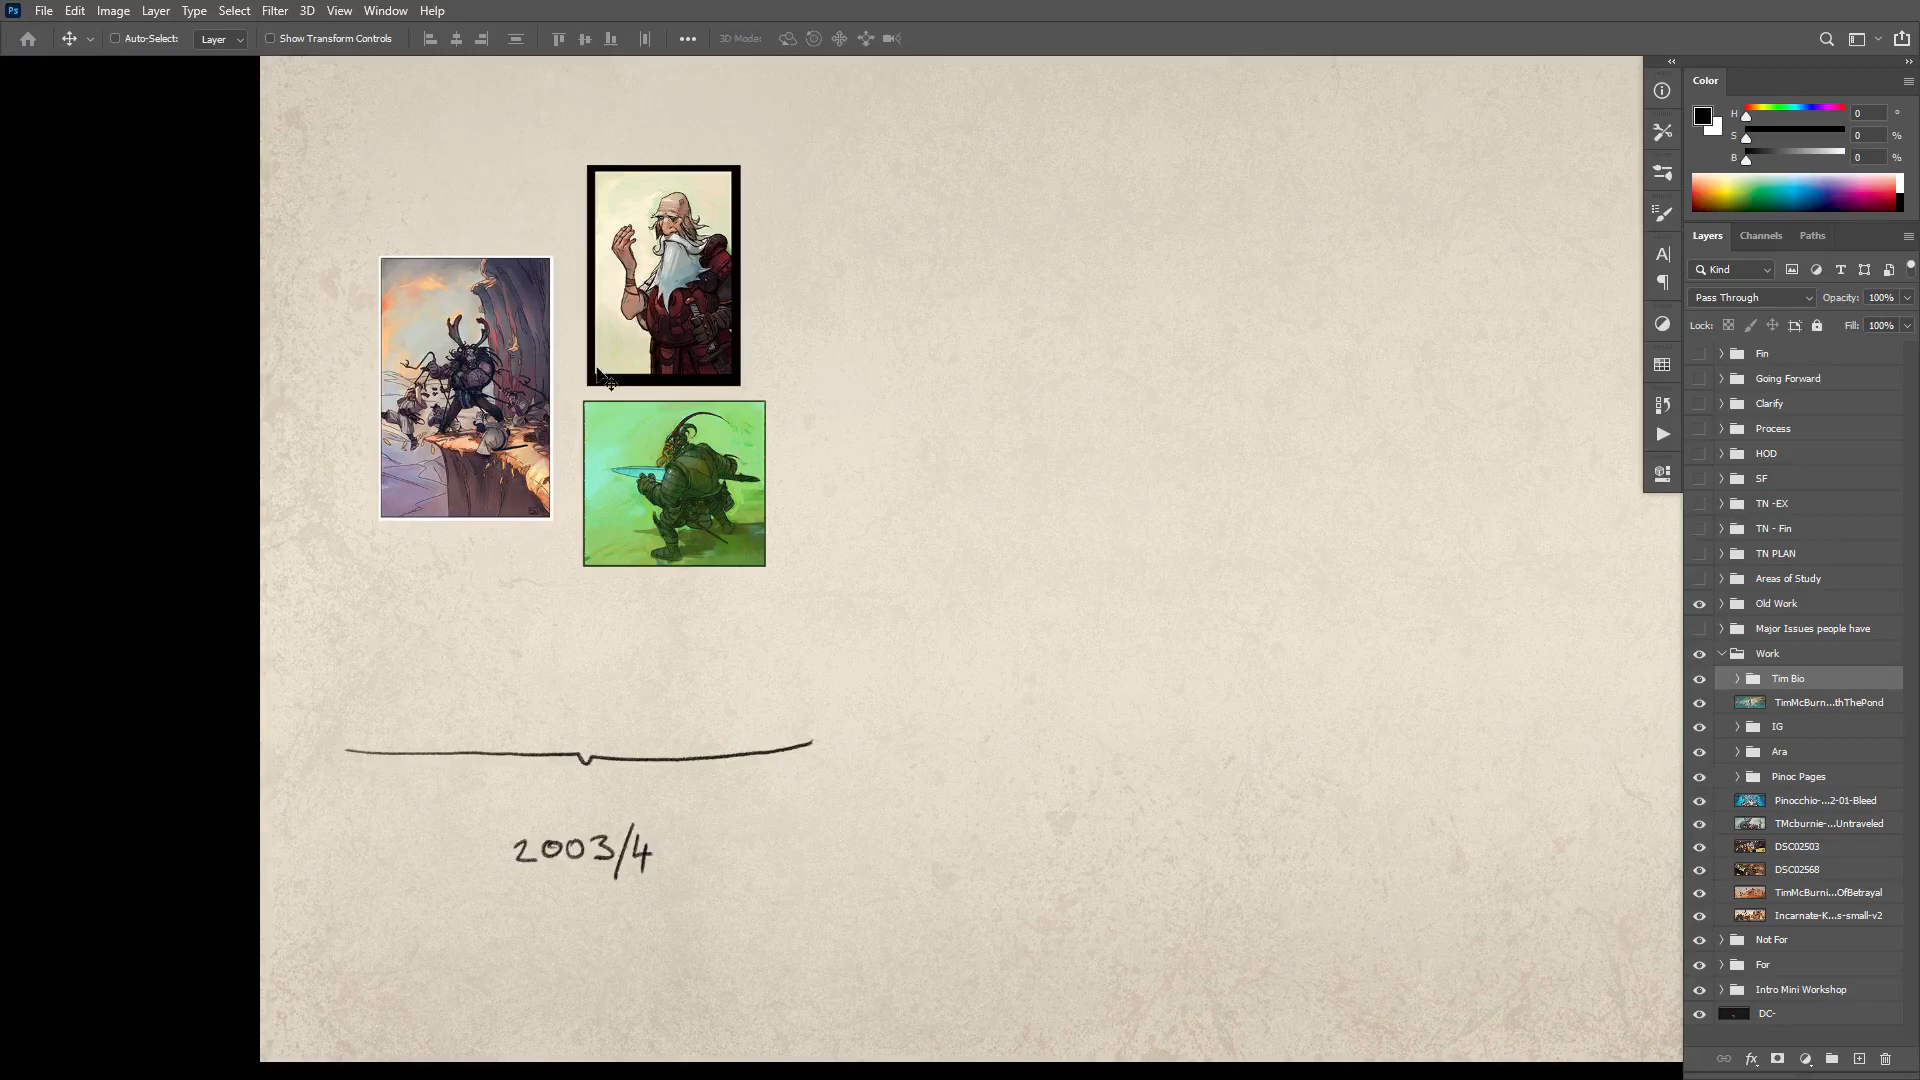 Ps File Edit Image Layer Type Select Filter 3D View Window Help
Auto-Select: Layer Show Transform Controls 3D Mode:
Color
H 0 °
S 0 %
B 0 %
Layers Channels Paths
Kind
Pass Through Opacity: 100%
Lock: Fill: 100%
Fin
Going Forward
Clarify
Process
HOD
SF
TN -EX
TN - Fin
TN PLAN
Areas of Study
Old Work
Major Issues people have
Work
Tim Bio
TimMcBurn...thThePond
IG
Ara
Pinoc Pages
Pinocchio-...2-01-Bleed
TMcburnie-...Untraveled
DSC02503
DSC02568
TimMcBurni...OfBetrayal
Incarnate-K...s-small-v2
Not For
For
Intro Mini Workshop
DC-
fx
2003/4